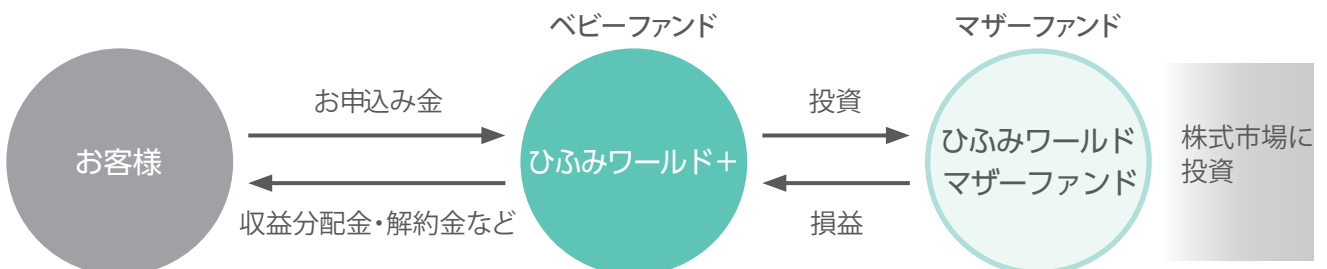 ベビーファンド
マザーファンド
お申込み金
投資
お客様
ひふみワールド＋
ひふみワールド
マザーファンド
株式市場に
投資
収益分配金・解約金など
損益